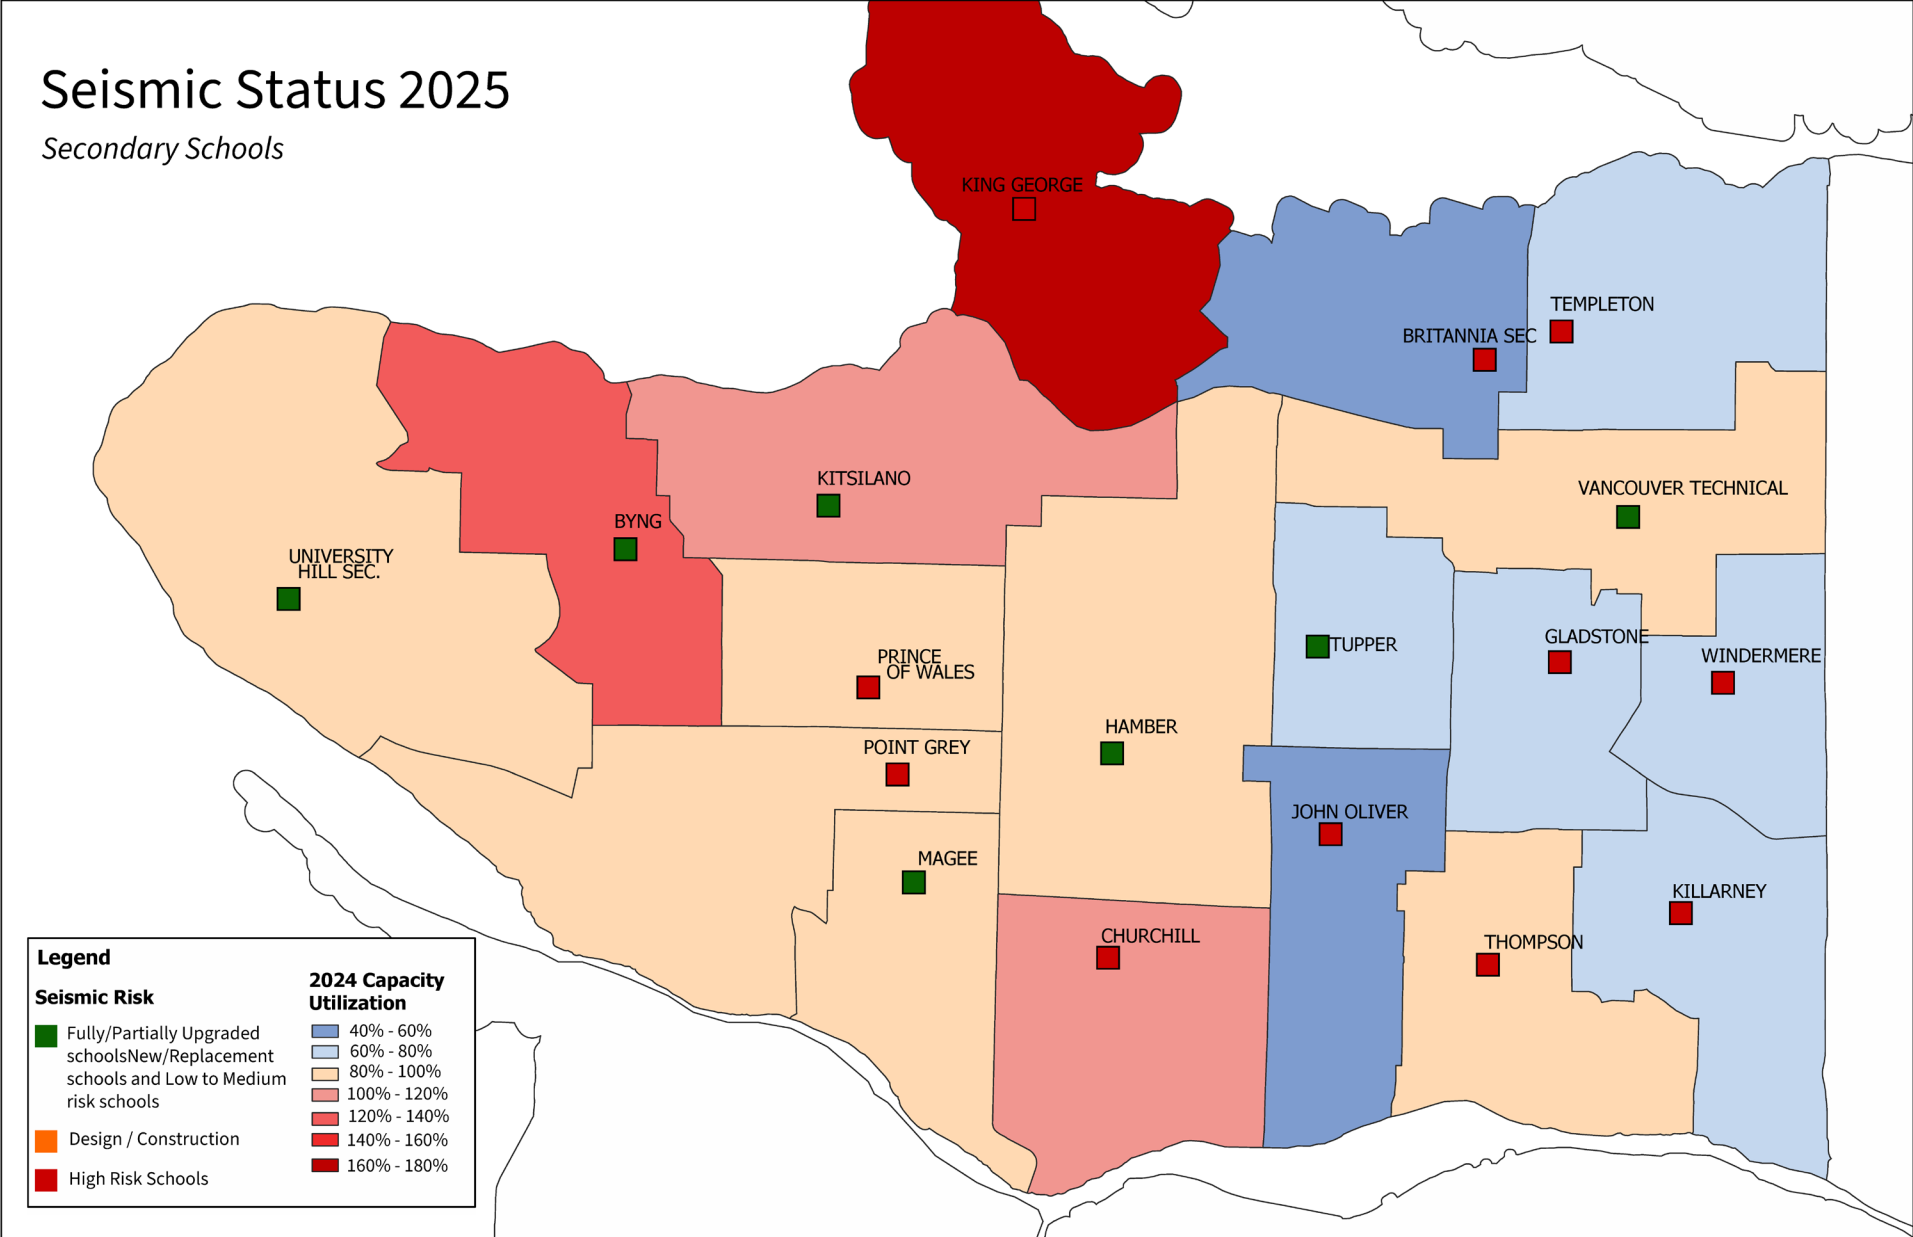 Seismic Status 2025
Secondary Schools
KING GEORGE
TEMPLETON
BRITANNIA SEC
KITSILANO
VANCOUVER TECHNICAL
BYNG
UNIVERSITY
HILL SEC.
TUPPER
GLADSTONE
WINDERMERE
PRINCE
OF WALES
HAMBER
POINT GREY
JOHN OLIVER
MAGEE
KILLARNEY
CHURCHILL
THOMPSON
Legend
Seismic Risk
Fully/Partially Upgraded
schoolsNew/Replacement
schools and Low to Medium
risk schools
Design / Construction
High Risk Schools
2024 Capacity
Utilization
40% - 60%
60% - 80%
80% - 100%
100% - 120%
120% - 140%
140% - 160%
160% - 180%